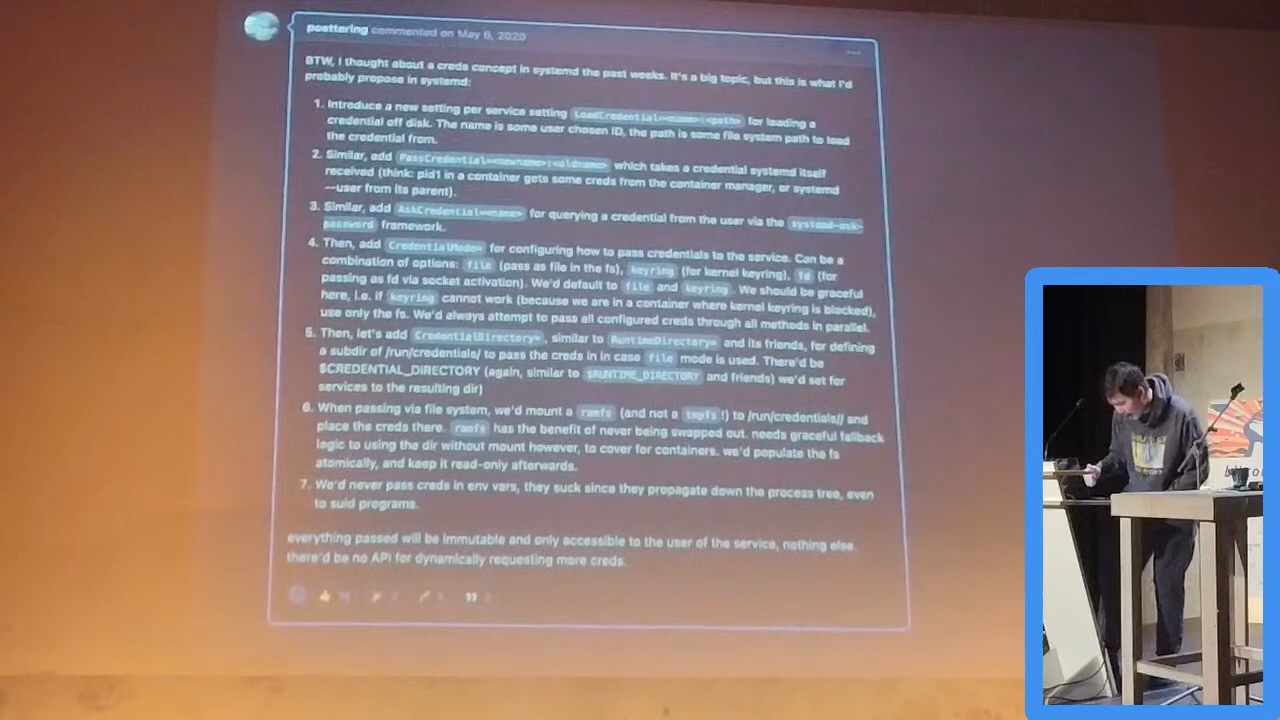 poettering commented on May 6, 2020
BTW, I thought about a creds concept in systemd the past weeks. It's a big topic, but this is what I'd
probably propose in systemd:
1. Introduce a new setting per service setting LoadCredential=<name>:<path> for loading a
credential off disk. The name is some user chosen ID, the path is some file system path to load
the credential from.
2. Similar, add PassCredential=<newname>:<oldname> which takes a credential systemd itself
received (think: pid1 in a container gets some creds from the container manager, or systemd
--user from its parent).
3. Similar, add AskCredential=<name> for querying a credential from the user via the systemd-ask-
password framework.
4. Then, add CredentialMode= for configuring how to pass credentials to the service. Can be a
combination of options: file (pass as file in the fs), keyring (for kernel keyring), fd (for
passing as fd via socket activation). We'd default to file and keyring. We should be graceful
here, i.e. if keyring cannot work (because we are in a container where kernel keyring is blocked),
use only the fs. We'd always attempt to pass all configured creds through all methods in parallel.
5. Then, let's add CredentialDirectory=, similar to RuntimeDirectory= and its friends, for defining
a subdir of /run/credentials/ to pass the creds in in case file mode is used. There'd be
$CREDENTIAL_DIRECTORY (again, similar to $RUNTIME_DIRECTORY and friends) we'd set for
services to the resulting dir)
6. When passing via file system, we'd mount a ramfs (and not a tmpfs!) to /run/credentials// and
place the creds there. ramfs has the benefit of never being swapped out. needs graceful fallback
logic to using the dir without mount however, to cover for containers. we'd populate the fs
atomically, and keep it read-only afterwards.
7. We'd never pass creds in env vars, they suck since they propagate down the process tree, even
to suid programs.
everything passed will be immutable and only accessible to the user of the service, nothing else.
there'd be no API for dynamically requesting more creds.